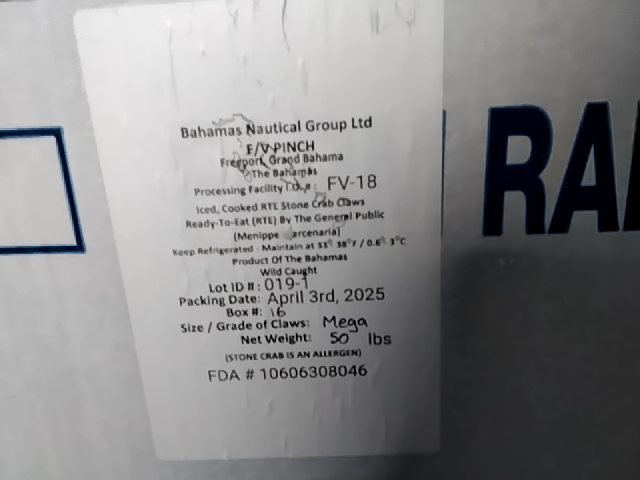 Bahamas Nautical Group Ltd
F/V PINCH
Freeport, Grand Bahama
The Bahamas
Processing Facility I.D.#: FV-18
Iced, Cooked RTE Stone Crab Claws
Ready-To-Eat (RTE) By The General Public
(Menippe ercenaria)
Keep Refrigerated - Maintain at 33° 38°F / 0.6° 3°C
Product Of The Bahamas
Wild Caught
Lot ID #: 019-1
Packing Date: April 3rd, 2025
Box #: 16
Size / Grade of Claws: Mega
Net Weight: 50 lbs
(STONE CRAB IS AN ALLERGEN)
FDA # 10606308046
RA